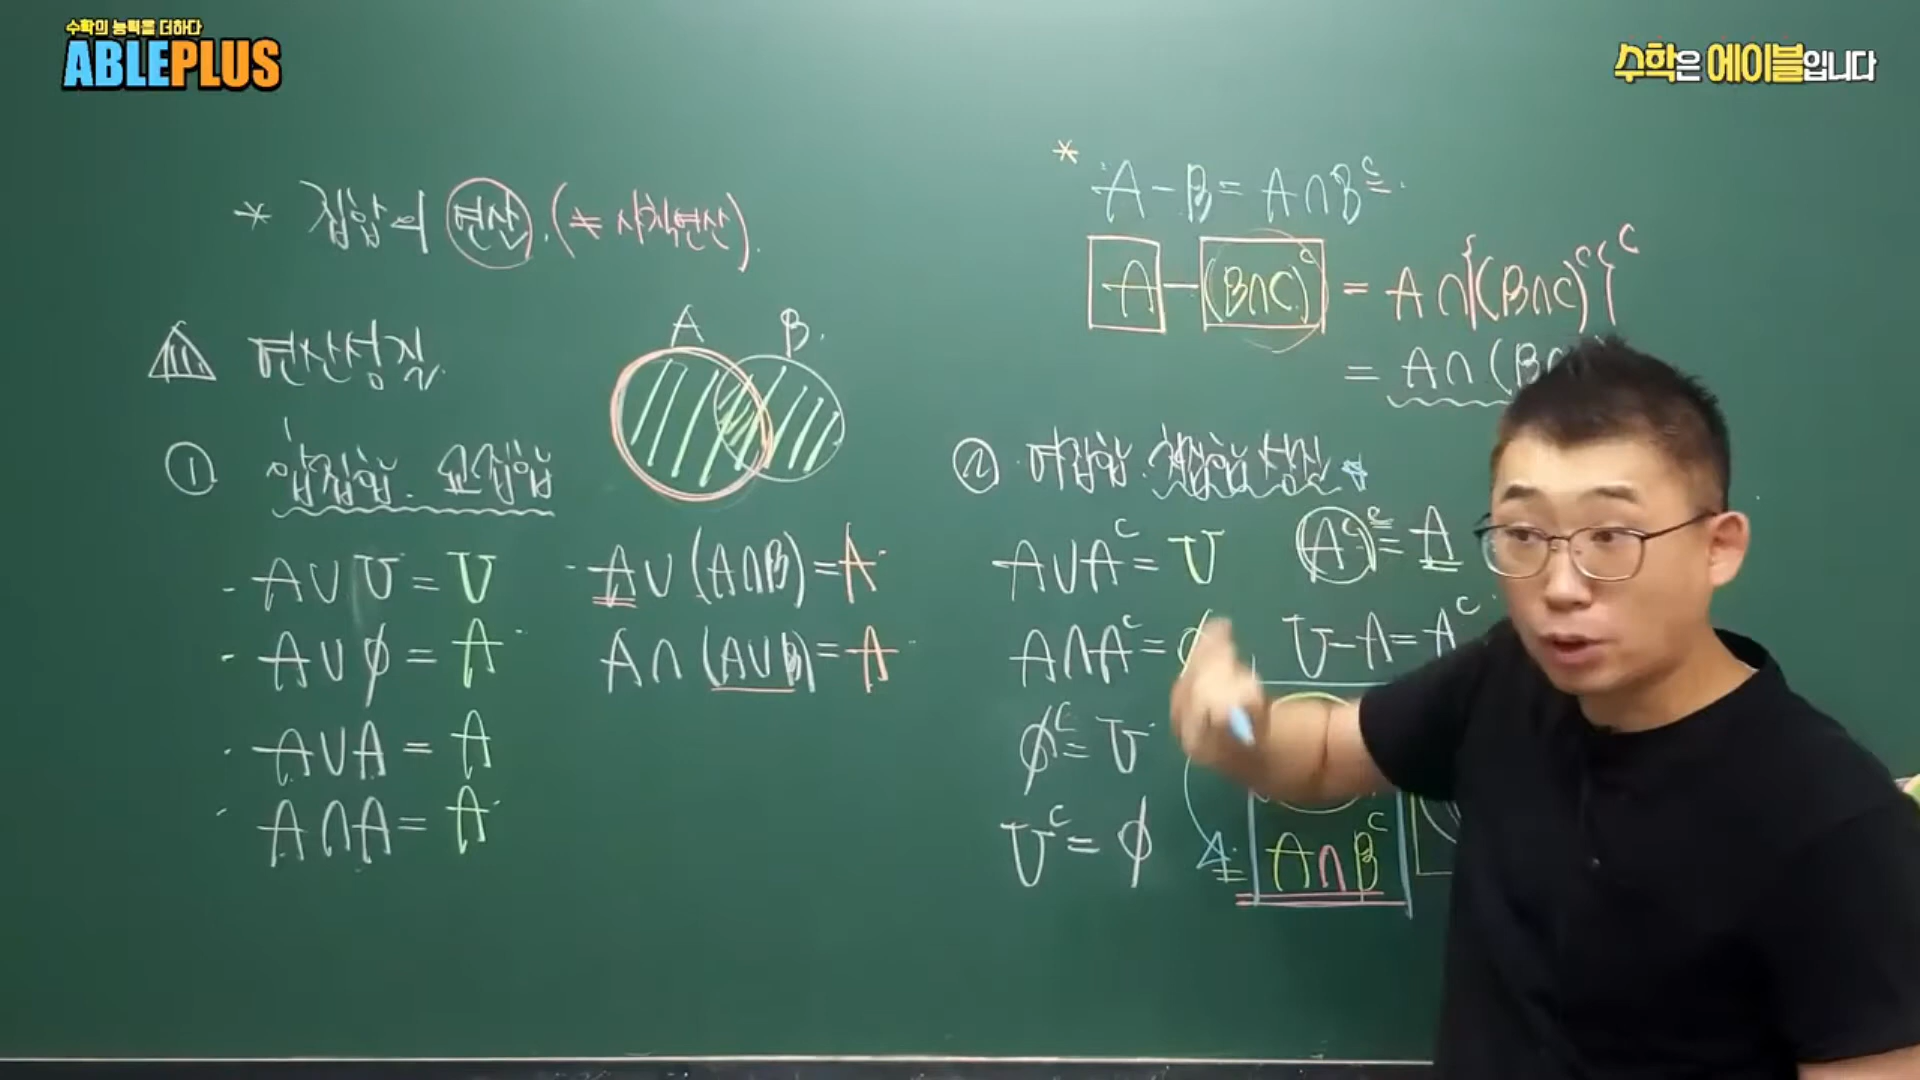 수학의 능력을 더하다
ABLEPLUS
수학은 에이블입니다
* 집합의 연산. (≠ 사칙연산).
연산성질
A B
① 합집합. 교집합
- A∪U = U
- A∪∅ = A
· A∪A = A
· A∩A = A
- A∪(A∩B) = A
A∩(A∪B) = A
*
A - B = A∩Bᶜ
A - (B∩C)ᶜ = A∩{(B∩C)ᶜ}ᶜ
= A∩(B∩
② 여집합. 차집합 성질
A∪Aᶜ = U
A∩Aᶜ = ∅
∅ᶜ = U
Uᶜ = ∅
(Aᶜ)ᶜ = A
U - A = Aᶜ
= A∩Bᶜ